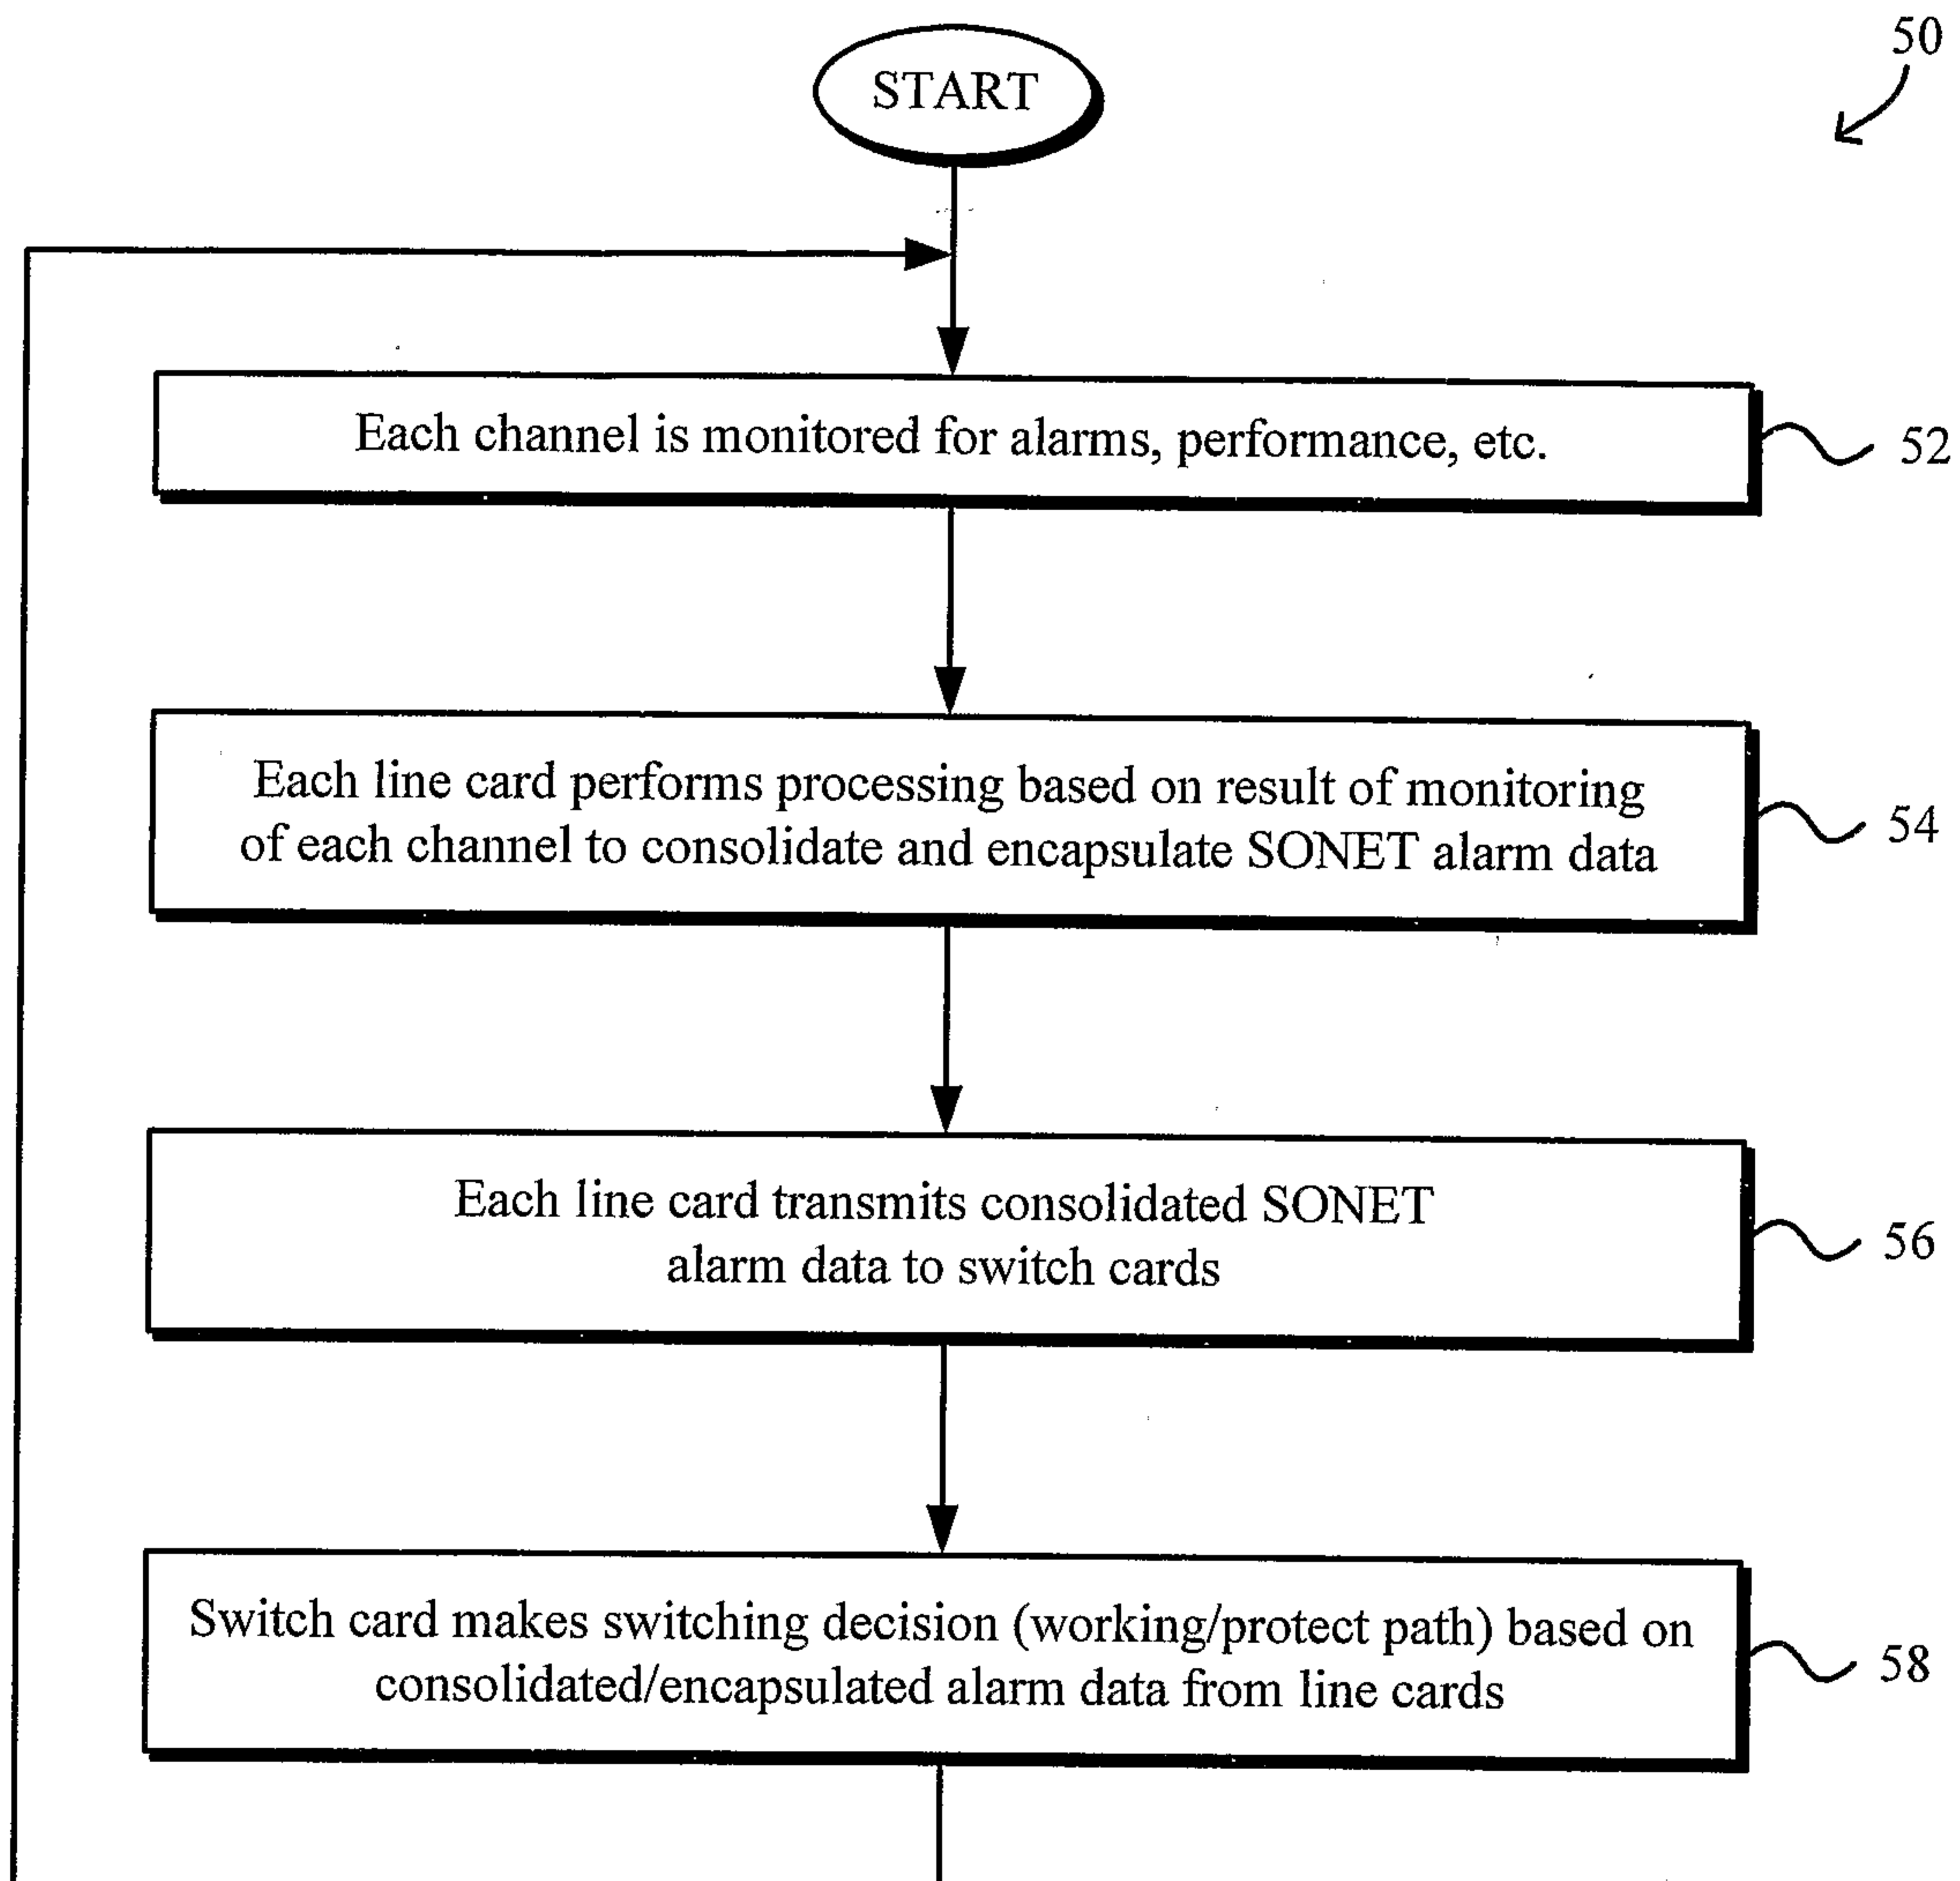 50
START
Each channel is monitored for alarms, performance, etc.
52
Each line card performs processing based on result of monitoring
of each channel to consolidate and encapsulate SONET alarm data
54
Each line card transmits consolidated SONET
alarm data to switch cards
56
Switch card makes switching decision (working/protect path) based on
consolidated/encapsulated alarm data from line cards
58